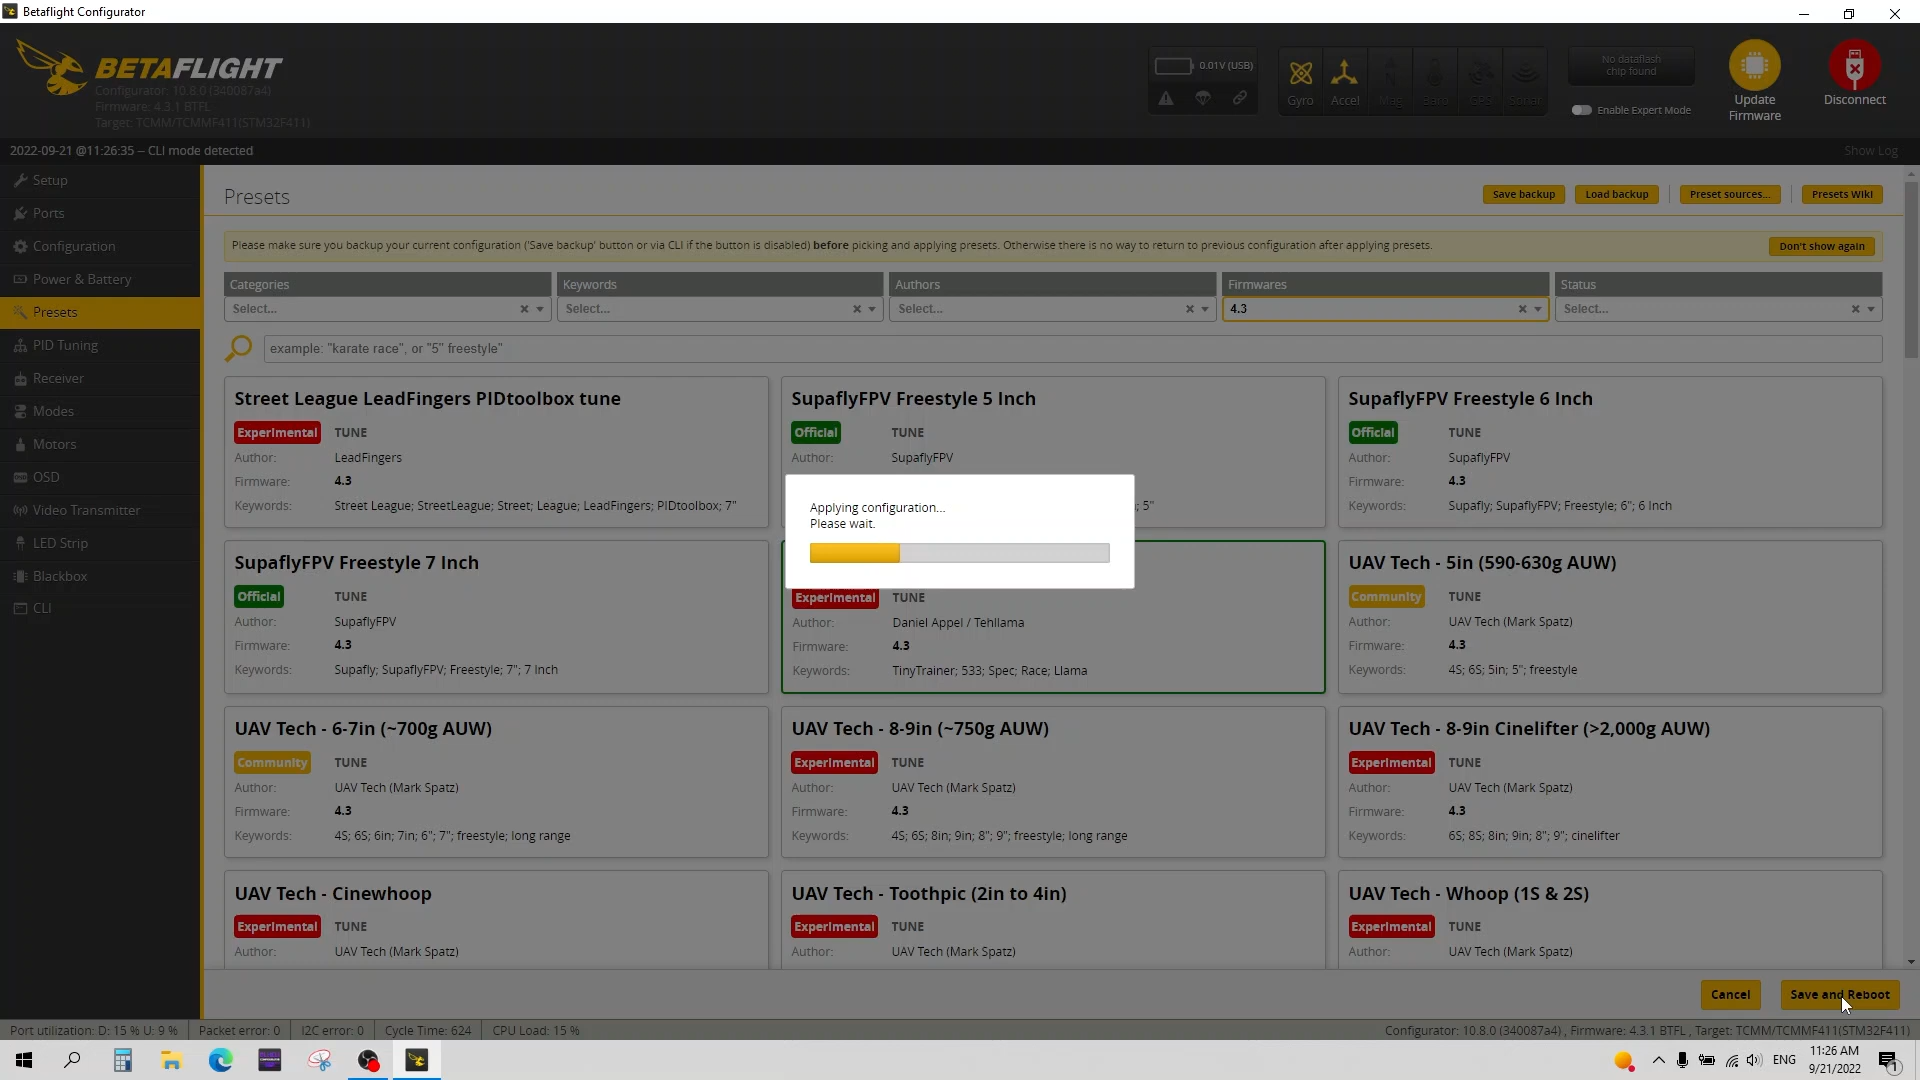 Betaflight Configurator
BETAFLIGHT
Configurator: 10.8.0 (340087a4)
Firmware: 4.3.1 BTFL
Target: TCMM/TCMMF411(STM32F411)
0.01V (USB)
Gyro
Accel
Mag
Baro
GPS
Sonar
No dataflash
chip found
Enable Expert Mode
Update
Firmware
Disconnect
2022-09-21 @11:26:35 -- CLI mode detected
Show Log
Setup
Ports
Configuration
Power & Battery
Presets
PID Tuning
Receiver
Modes
Motors
OSD
Video Transmitter
LED Strip
Blackbox
CLI
Presets
Save backup
Load backup
Preset sources...
Presets Wiki
Please make sure you backup your current configuration ('Save backup' button or via CLI if the button is disabled) before picking and applying presets. Otherwise there is no way to return to previous configuration after applying presets.
Don't show again
Categories
Select...
Keywords
Select...
Authors
Select...
Firmwares
4.3
Status
Select...
example: "karate race", or "5'' freestyle"
Street League LeadFingers PIDtoolbox tune
Experimental TUNE
Author: LeadFingers
Firmware: 4.3
Keywords: Street League; StreetLeague; Street; League; LeadFingers; PIDtoolbox; 7"
SupaflyFPV Freestyle 5 Inch
Official TUNE
Author: SupaflyFPV
; 5"
SupaflyFPV Freestyle 6 Inch
Official TUNE
Author: SupaflyFPV
Firmware: 4.3
Keywords: Supafly; SupaflyFPV; Freestyle; 6"; 6 Inch
Applying configuration...
Please wait.
SupaflyFPV Freestyle 7 Inch
Official TUNE
Author: SupaflyFPV
Firmware: 4.3
Keywords: Supafly; SupaflyFPV; Freestyle; 7"; 7 Inch
Experimental TUNE
Author: Daniel Appel / Tehllama
Firmware: 4.3
Keywords: TinyTrainer; 533; Spec; Race; Llama
UAV Tech - 5in (590-630g AUW)
Community TUNE
Author: UAV Tech (Mark Spatz)
Firmware: 4.3
Keywords: 4S; 6S; 5in; 5"; freestyle
UAV Tech - 6-7in (~700g AUW)
Community TUNE
Author: UAV Tech (Mark Spatz)
Firmware: 4.3
Keywords: 4S; 6S; 6in; 7in; 6"; 7"; freestyle; long range
UAV Tech - 8-9in (~750g AUW)
Experimental TUNE
Author: UAV Tech (Mark Spatz)
Firmware: 4.3
Keywords: 4S; 6S; 8in; 9in; 8"; 9"; freestyle; long range
UAV Tech - 8-9in Cinelifter (>2,000g AUW)
Experimental TUNE
Author: UAV Tech (Mark Spatz)
Firmware: 4.3
Keywords: 6S; 8S; 8in; 9in; 8"; 9"; cinelifter
UAV Tech - Cinewhoop
Experimental TUNE
Author: UAV Tech (Mark Spatz)
UAV Tech - Toothpic (2in to 4in)
Experimental TUNE
Author: UAV Tech (Mark Spatz)
UAV Tech - Whoop (1S & 2S)
Experimental TUNE
Author: UAV Tech (Mark Spatz)
Cancel
Save and Reboot
Port utilization: D: 15 % U: 9 %
Packet error: 0
I2C error: 0
Cycle Time: 624
CPU Load: 15 %
Configurator: 10.8.0 (340087a4) , Firmware: 4.3.1 BTFL , Target: TCMM/TCMMF411(STM32F411)
ENG
11:26 AM
9/21/2022
1